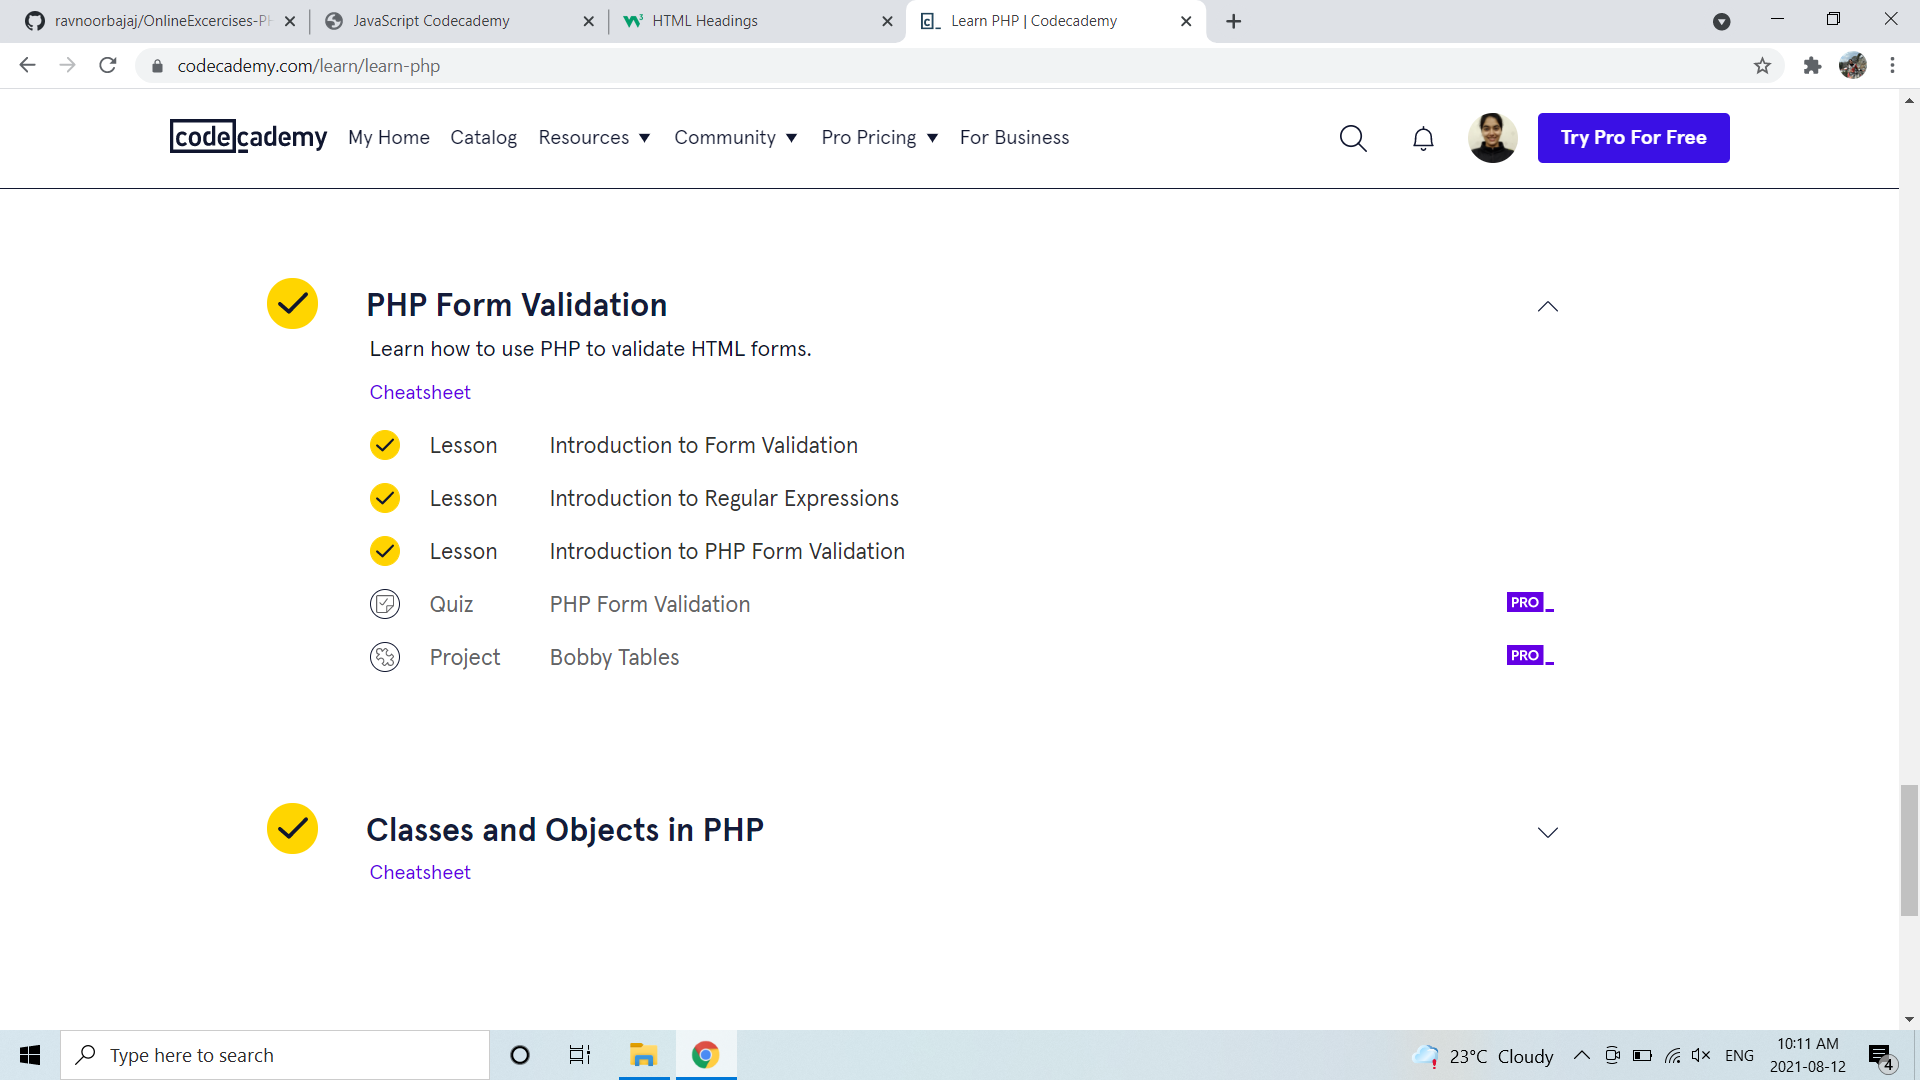 ravnoorbajaj/OnlineExcercises-PH
JavaScript Codecademy
HTML Headings
Learn PHP | Codecademy
codecademy.com/learn/learn-php
codecademy
My Home
Catalog
Resources
Community
Pro Pricing
For Business
Try Pro For Free
PHP Form Validation
Learn how to use PHP to validate HTML forms.
Cheatsheet
Lesson Introduction to Form Validation
Lesson Introduction to Regular Expressions
Lesson Introduction to PHP Form Validation
Quiz PHP Form Validation PRO
Project Bobby Tables PRO
Classes and Objects in PHP
Cheatsheet
Type here to search
23°C Cloudy
ENG
10:11 AM
2021-08-12
4